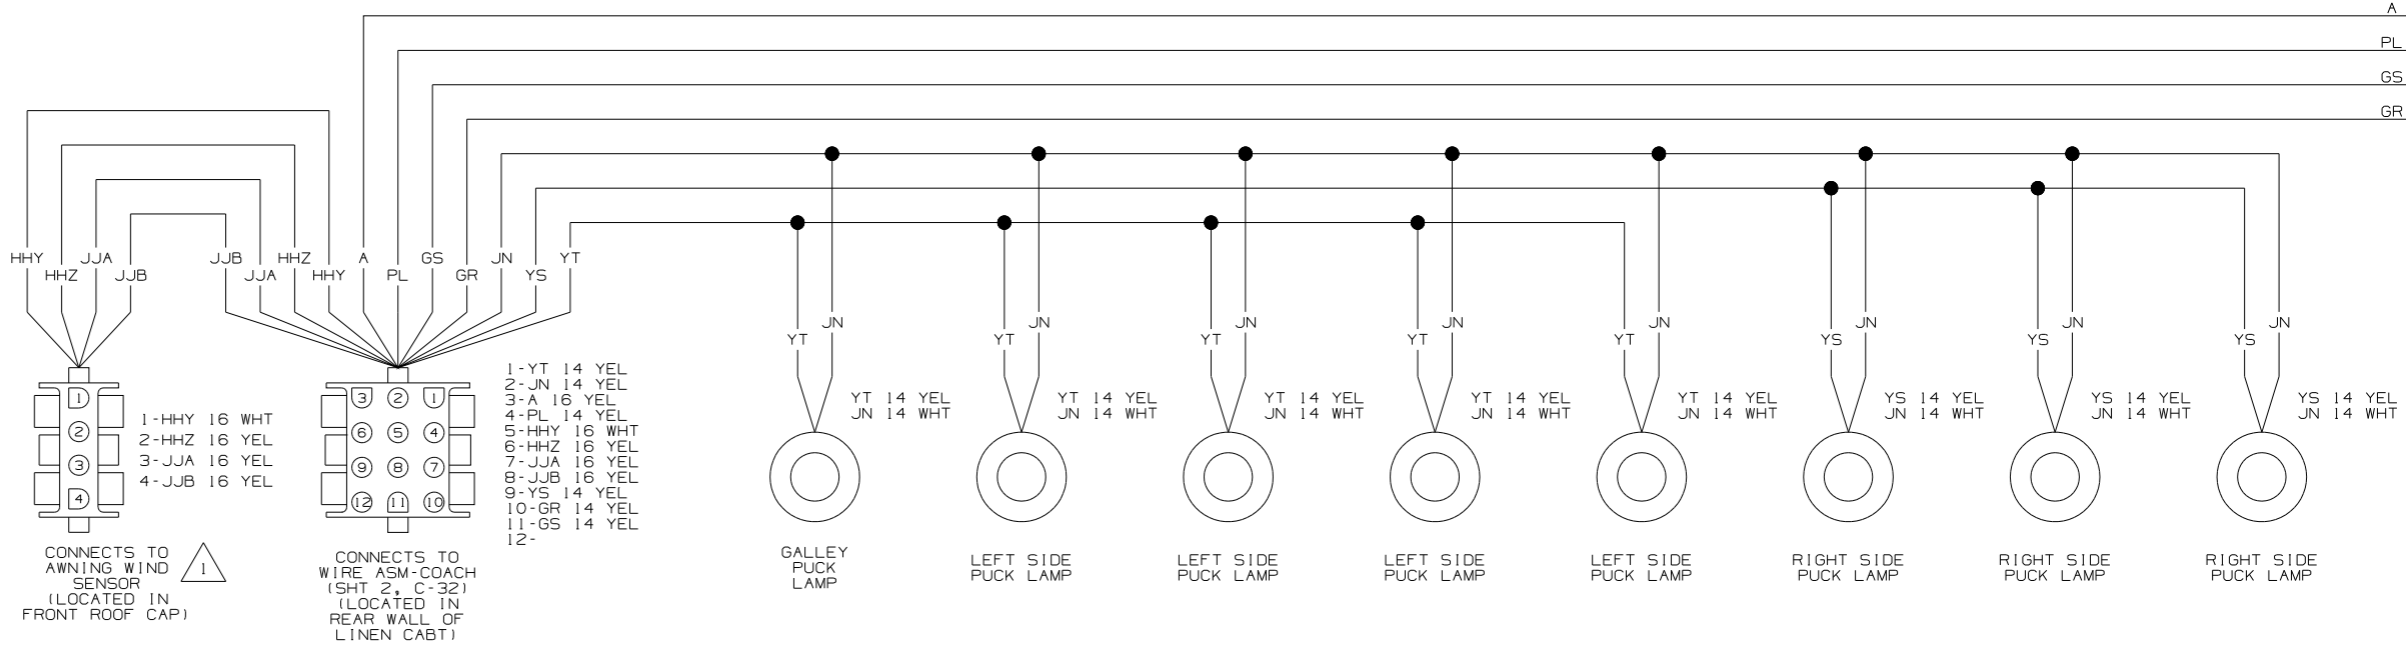 A
PL
GS
GR
HHY
HHZ
JJA
JJB
JJB
JJA
HHZ
HHY
A
PL
GS
GR
JN
YS
YT
1
2
3
4
1-HHY 16 WHT
2-HHZ 16 YEL
3-JJA 16 YEL
4-JJB 16 YEL
CONNECTS TO
AWNING WIND
SENSOR
(LOCATED IN
FRONT ROOF CAP)
1
3 2 1
6 5 4
9 8 7
12 11 10
1-YT 14 YEL
2-JN 14 YEL
3-A 16 YEL
4-PL 14 YEL
5-HHY 16 WHT
6-HHZ 16 YEL
7-JJA 16 YEL
8-JJB 16 YEL
9-YS 14 YEL
10-GR 14 YEL
11-GS 14 YEL
12-
CONNECTS TO
WIRE ASM-COACH
(SHT 2, C-32)
(LOCATED IN
REAR WALL OF
LINEN CABT)
JN
YT
YT 14 YEL
JN 14 WHT
GALLEY
PUCK
LAMP
JN
YT
YT 14 YEL
JN 14 WHT
LEFT SIDE
PUCK LAMP
JN
YT
YT 14 YEL
JN 14 WHT
LEFT SIDE
PUCK LAMP
JN
YT
YT 14 YEL
JN 14 WHT
LEFT SIDE
PUCK LAMP
JN
YT
YT 14 YEL
JN 14 WHT
LEFT SIDE
PUCK LAMP
JN
YS
YS 14 YEL
JN 14 WHT
RIGHT SIDE
PUCK LAMP
JN
YS
YS 14 YEL
JN 14 WHT
RIGHT SIDE
PUCK LAMP
JN
YS
YS 14 YEL
JN 14 WHT
RIGHT SIDE
PUCK LAMP